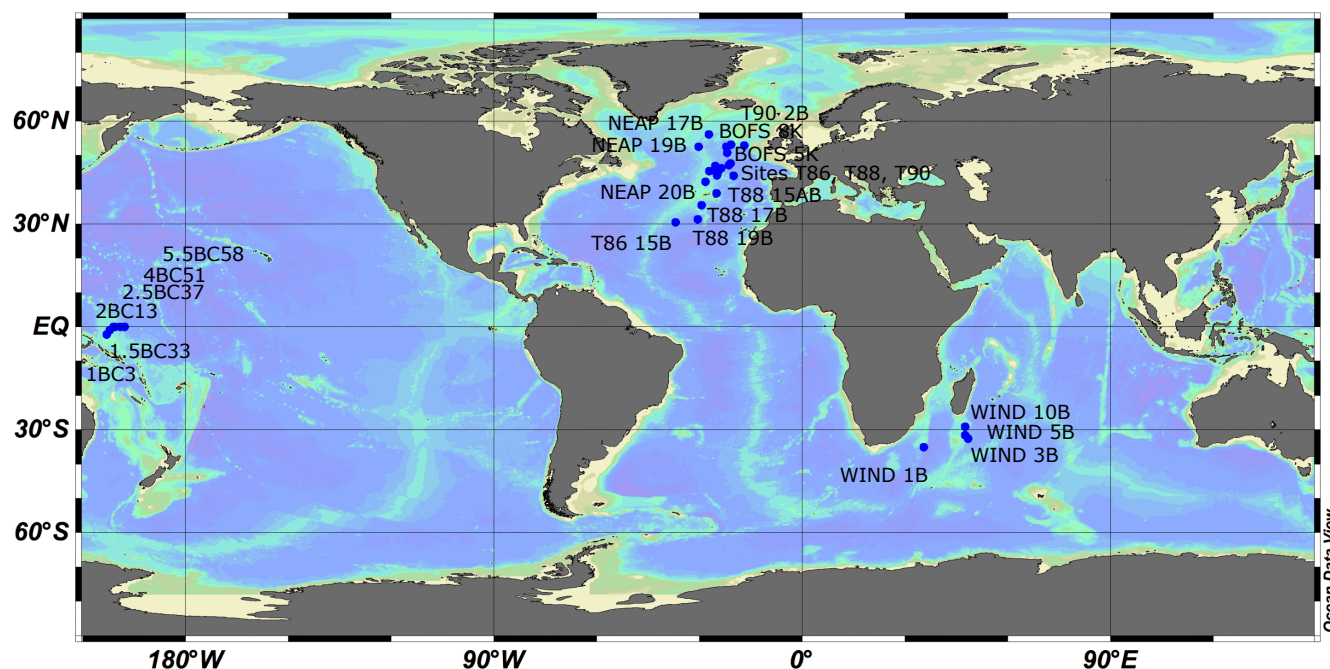 60°N
30°N
EQ
30°S
60°S
T90 2B
NEAP 17B
BOFS 8K
NEAP 19B
BOFS 5K
Sites T86, T88, T90
NEAP 20B
T88 15AB
T88 17B
T86 15B
T88 19B
5.5BC58
4BC51
2.5BC37
2BC13
1.5BC33
1BC3
WIND 10B
WIND 5B
WIND 3B
WIND 1B
180°W
90°W
0°
90°E
Ocean Data View